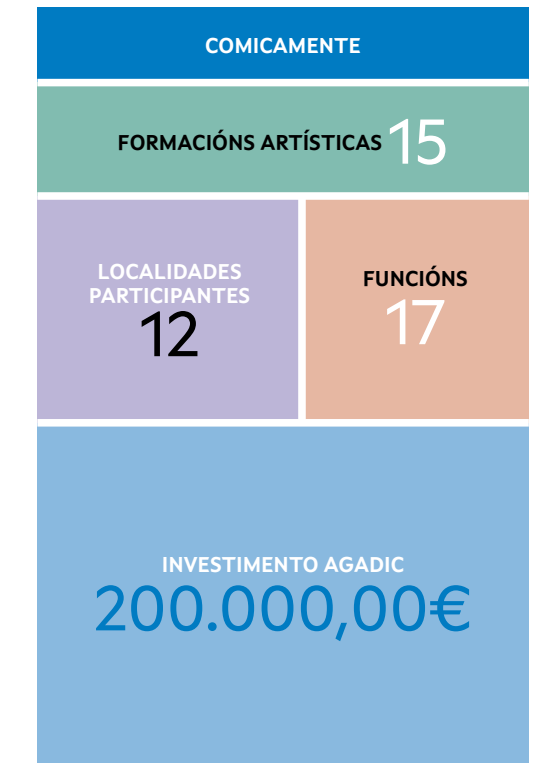 COMICAMENTE
FORMACIÓNS ARTÍSTICAS 15
LOCALIDADES
PARTICIPANTES
12
FUNCIÓNS
17
INVESTIMENTO AGADIC
200.000,00€